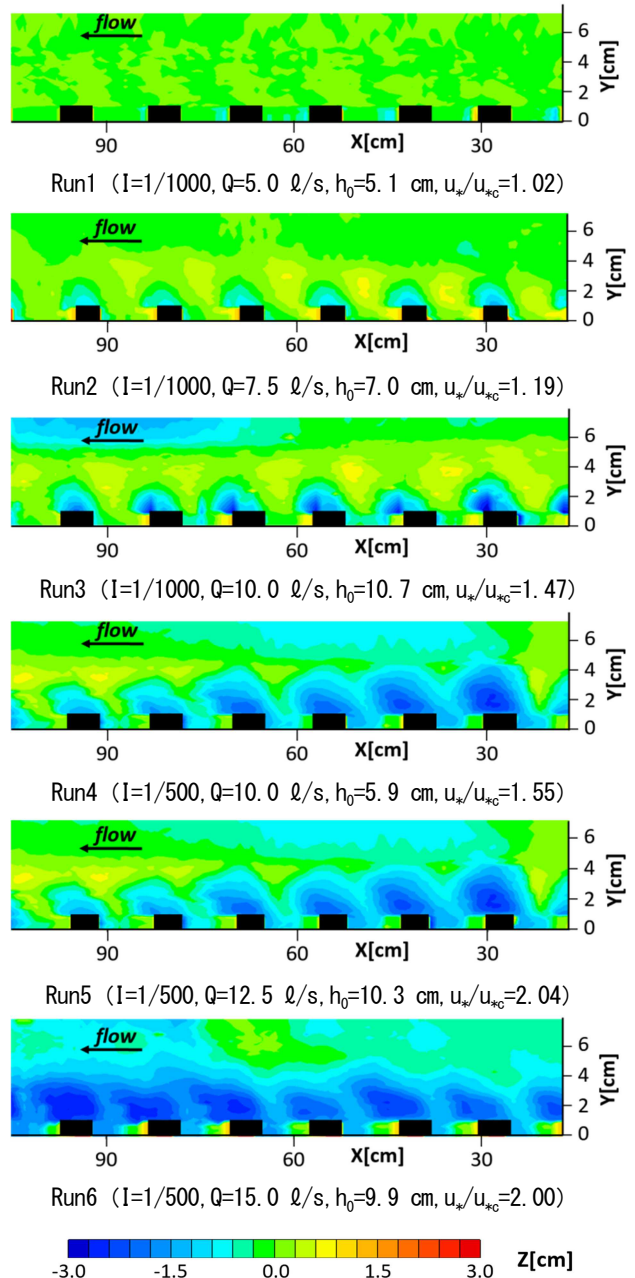 flow
6
4
2
0
Y[cm]
90 60 X[cm] 30
Run1 (I=1/1000, Q=5.0 ℓ/s, h₀=5.1 cm, u*/u*c=1.02)
flow
6
4
2
0
Y[cm]
90 60 X[cm] 30
Run2 (I=1/1000, Q=7.5 ℓ/s, h₀=7.0 cm, u*/u*c=1.19)
flow
6
4
2
0
Y[cm]
90 60 X[cm] 30
Run3 (I=1/1000, Q=10.0 ℓ/s, h₀=10.7 cm, u*/u*c=1.47)
flow
6
4
2
0
Y[cm]
90 60 X[cm] 30
Run4 (I=1/500, Q=10.0 ℓ/s, h₀=5.9 cm, u*/u*c=1.55)
flow
6
4
2
0
Y[cm]
90 60 X[cm] 30
Run5 (I=1/500, Q=12.5 ℓ/s, h₀=10.3 cm, u*/u*c=2.04)
flow
6
4
2
0
Y[cm]
90 60 X[cm] 30
Run6 (I=1/500, Q=15.0 ℓ/s, h₀=9.9 cm, u*/u*c=2.00)
-3.0 -1.5 0.0 1.5 3.0 Z[cm]